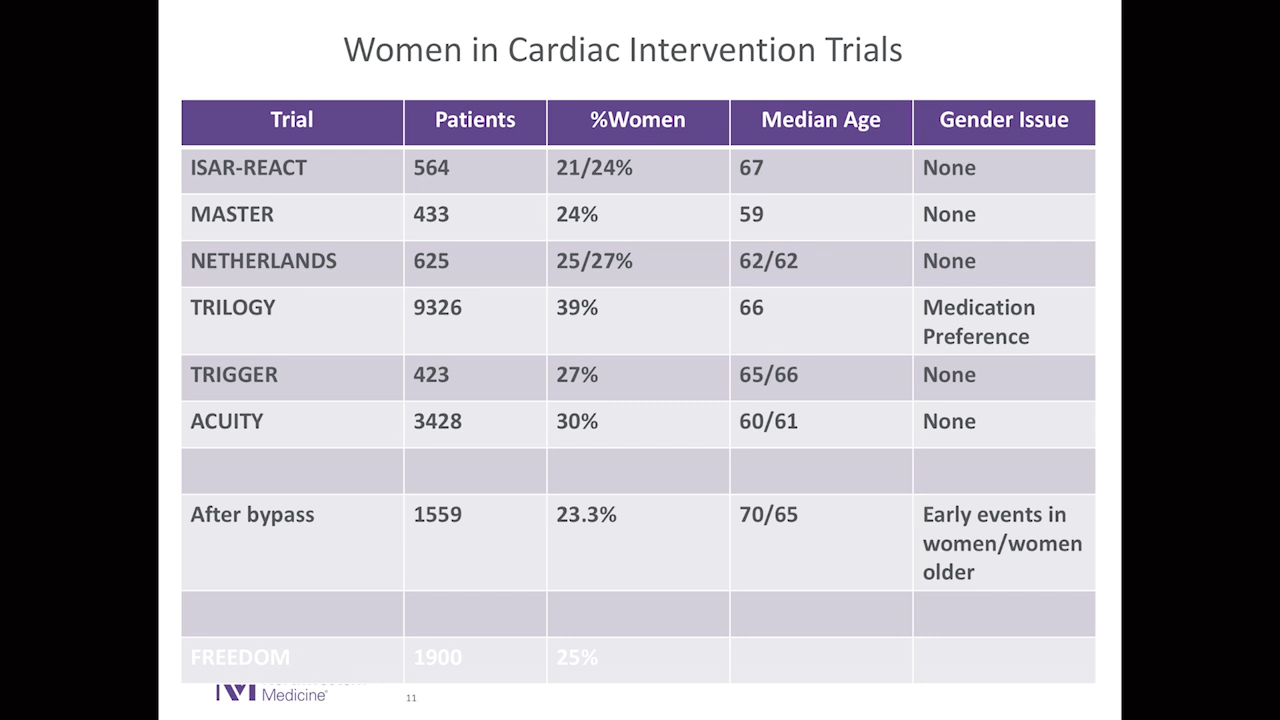 Women in Cardiac Intervention Trials
Trial Patients %Women Median Age Gender Issue
ISAR-REACT 564 21/24% 67 None
MASTER 433 24% 59 None
NETHERLANDS 625 25/27% 62/62 None
TRILOGY 9326 39% 66 Medication
Preference
TRIGGER 423 27% 65/66 None
ACUITY 3428 30% 60/61 None
After bypass 1559 23.3% 70/65 Early events in
women/women
older
FREEDOM 1900 25%
Medicine®
11